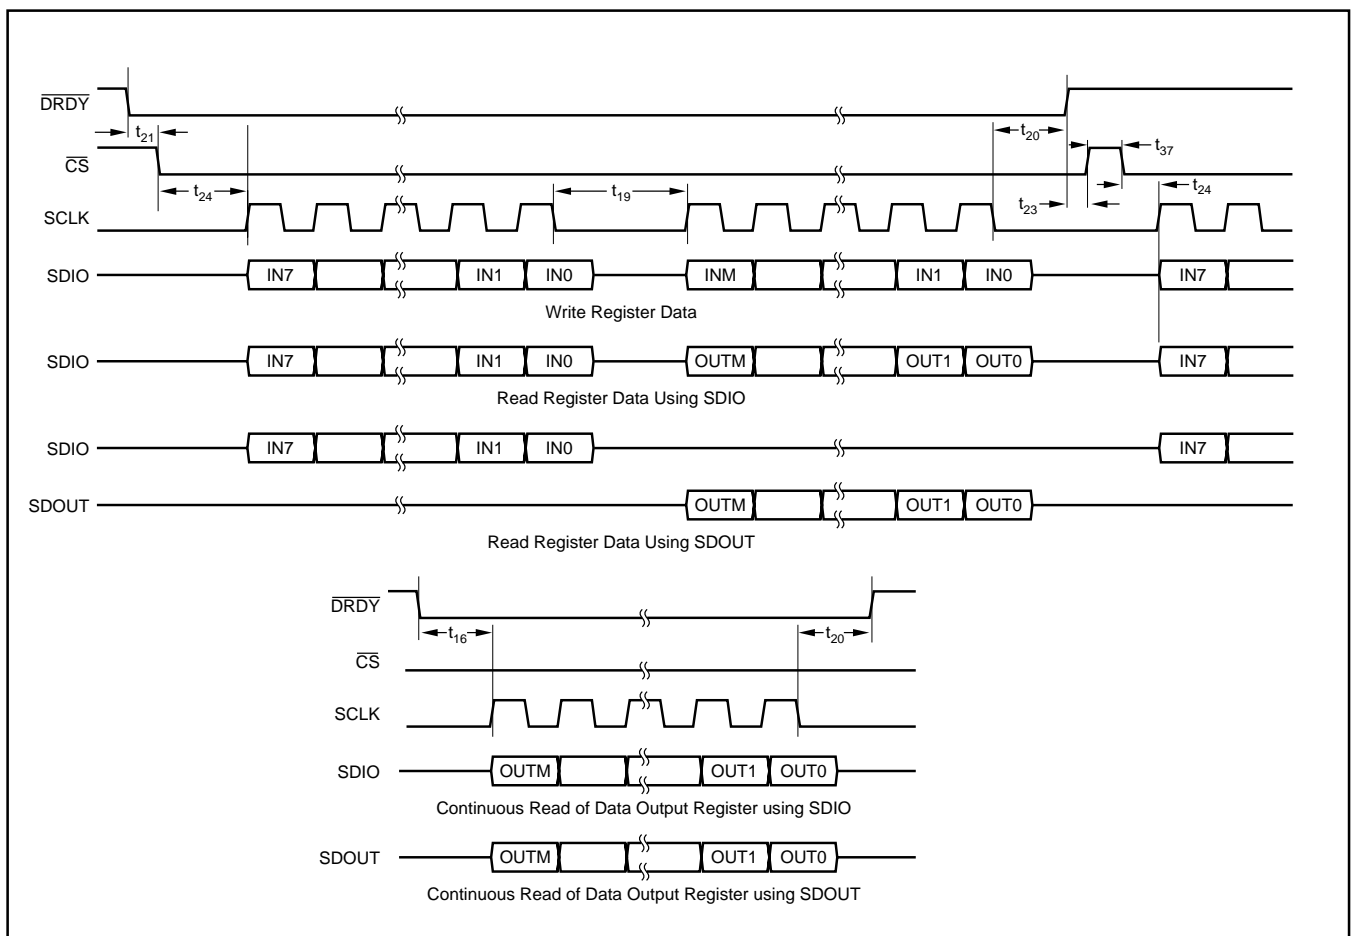 DRDY
t21
t20
CS
t37
t24
t19
t24
t23
SCLK
SDIO IN7 IN1 IN0 INM IN1 IN0 IN7
Write Register Data
SDIO IN7 IN1 IN0 OUTM OUT1 OUT0 IN7
Read Register Data Using SDIO
SDIO IN7 IN1 IN0 IN7
SDOUT OUTM OUT1 OUT0
Read Register Data Using SDOUT
DRDY
t16 t20
CS
SCLK
SDIO OUTM OUT1 OUT0
Continuous Read of Data Output Register using SDIO
SDOUT OUTM OUT1 OUT0
Continuous Read of Data Output Register using SDOUT